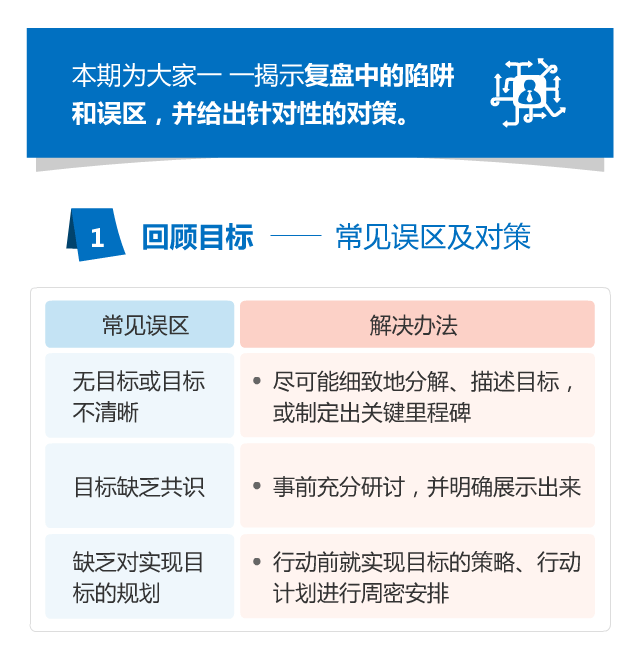 本期为大家一 一揭示复盘中的陷阱
和误区，并给出针对性的对策。
1 回顾目标 —— 常见误区及对策
常见误区
解决办法
无目标或目标
不清晰
• 尽可能细致地分解、描述目标，
或制定出关键里程碑
目标缺乏共识
• 事前充分研讨，并明确展示出来
缺乏对实现目
标的规划
• 行动前就实现目标的策略、行动
计划进行周密安排